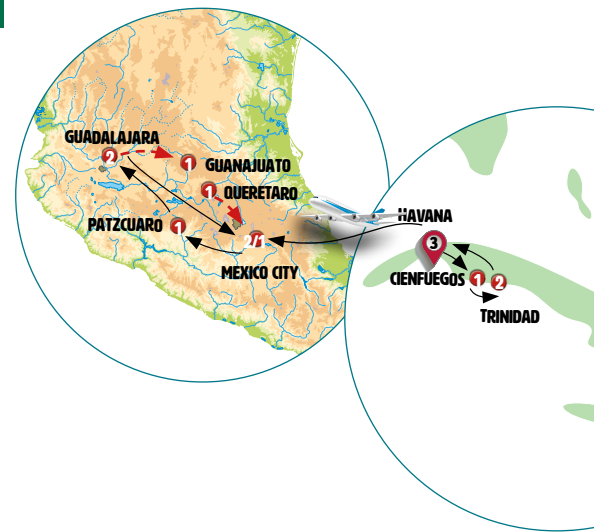 GUADALAJARA
2
1
GUANAJUATO
1
QUERETARO
PATZCUARO
1
2/1
MEXICO CITY
HAVANA
3
CIENFUEGOS
1
2
TRINIDAD